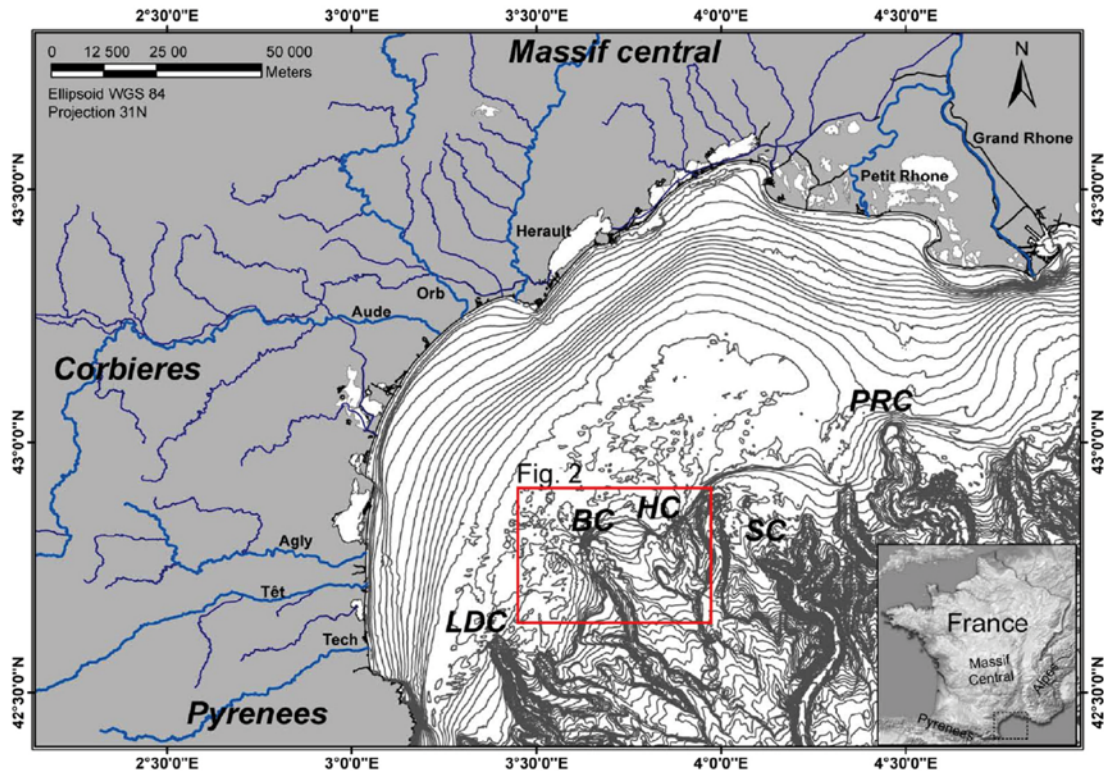 2°30'0"E 3°0'0"E 3°30'0"E 4°0'0"E 4°30'0"E
0 12 500 25 00 50 000
Meters
Ellipsoid WGS 84
Projection 31N
Massif central
N
Grand Rhone
Petit Rhone
43°30'0"N
43°30'0"N
Herault
Orb
Aude
Corbieres
PRC
43°0'0"N
43°0'0"N
Fig. 2
BC
HC
SC
Agly
Têt
LDC
Tech
France
Massif
Central
Alpes
Pyrenees
42°30'0"N
42°30'0"N
Pyrenees
2°30'0"E 3°0'0"E 3°30'0"E 4°0'0"E 4°30'0"E